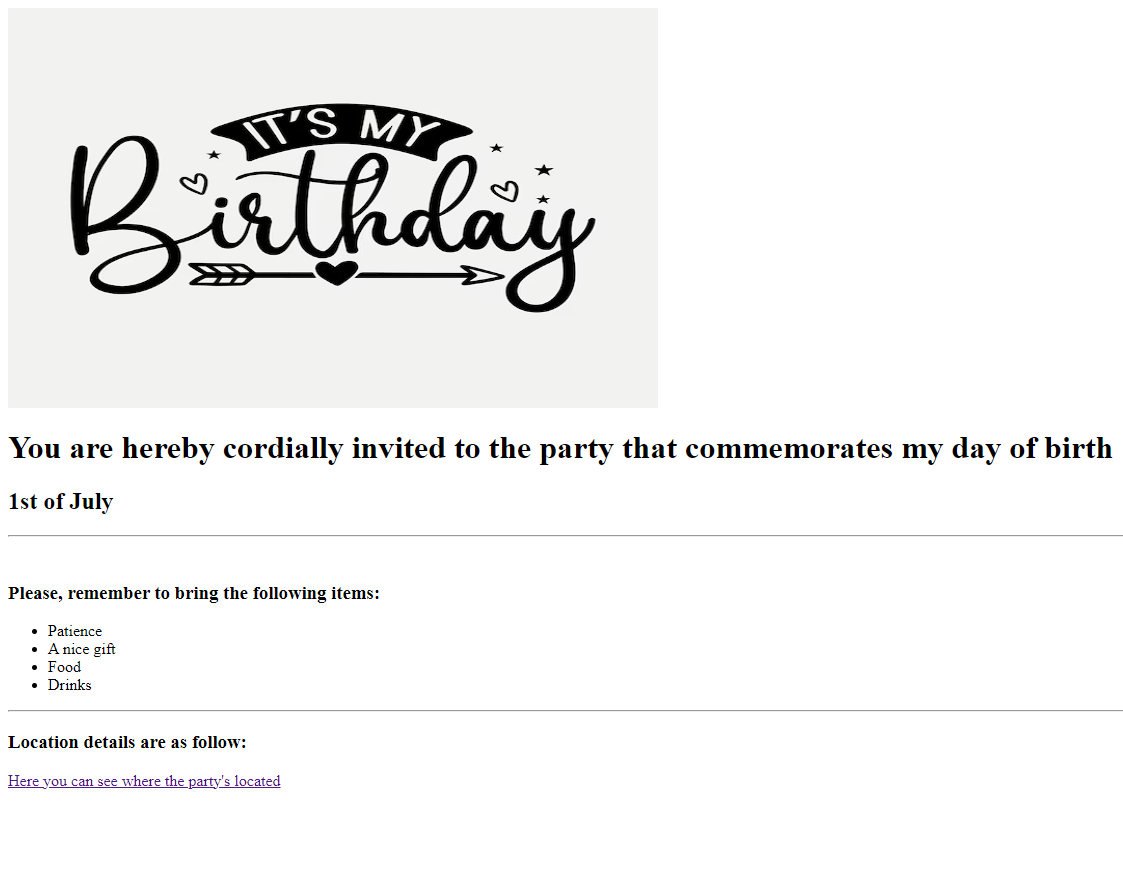 IT'S MY
Birthday
You are hereby cordially invited to the party that commemorates my day of birth
1st of July
Please, remember to bring the following items:
Patience
A nice gift
Food
Drinks
Location details are as follow:
Here you can see where the party's located